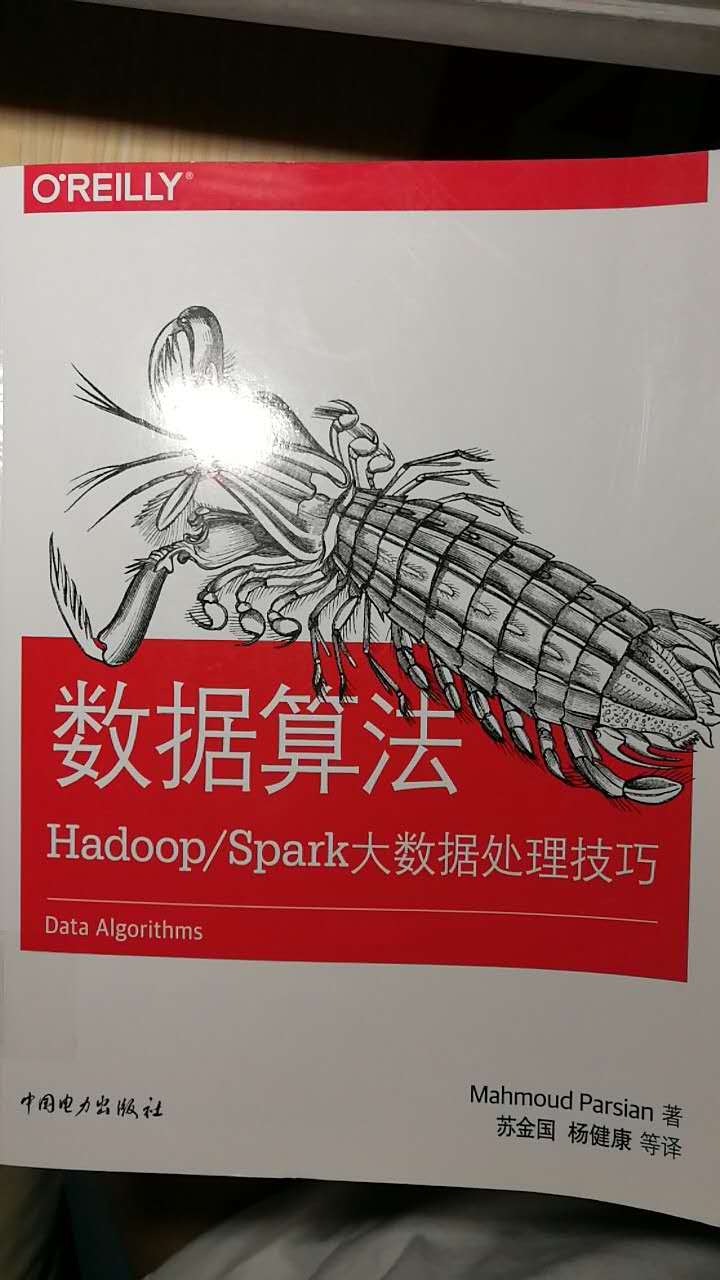 O'REILLY®
数据算法
Hadoop/Spark大数据处理技巧
Data Algorithms
中国电力出版社
Mahmoud Parsian 著
苏金国 杨健康 等译